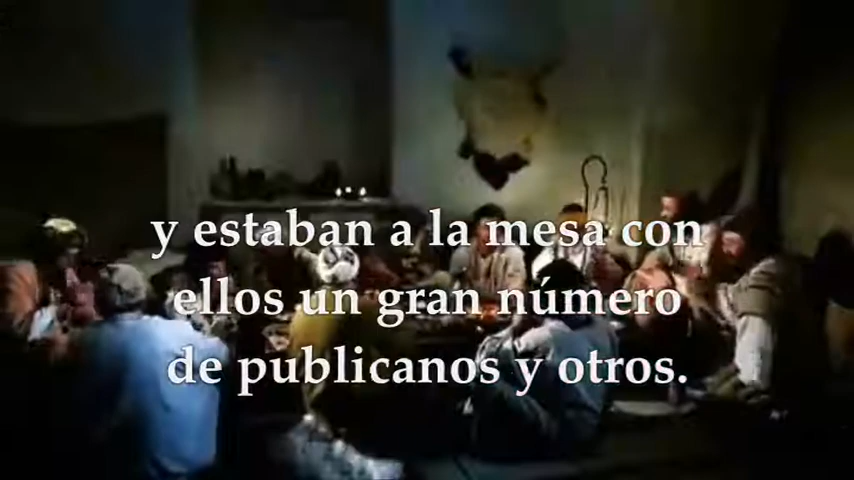 y estaban a la mesa con
ellos un gran número
de publicanos y otros.